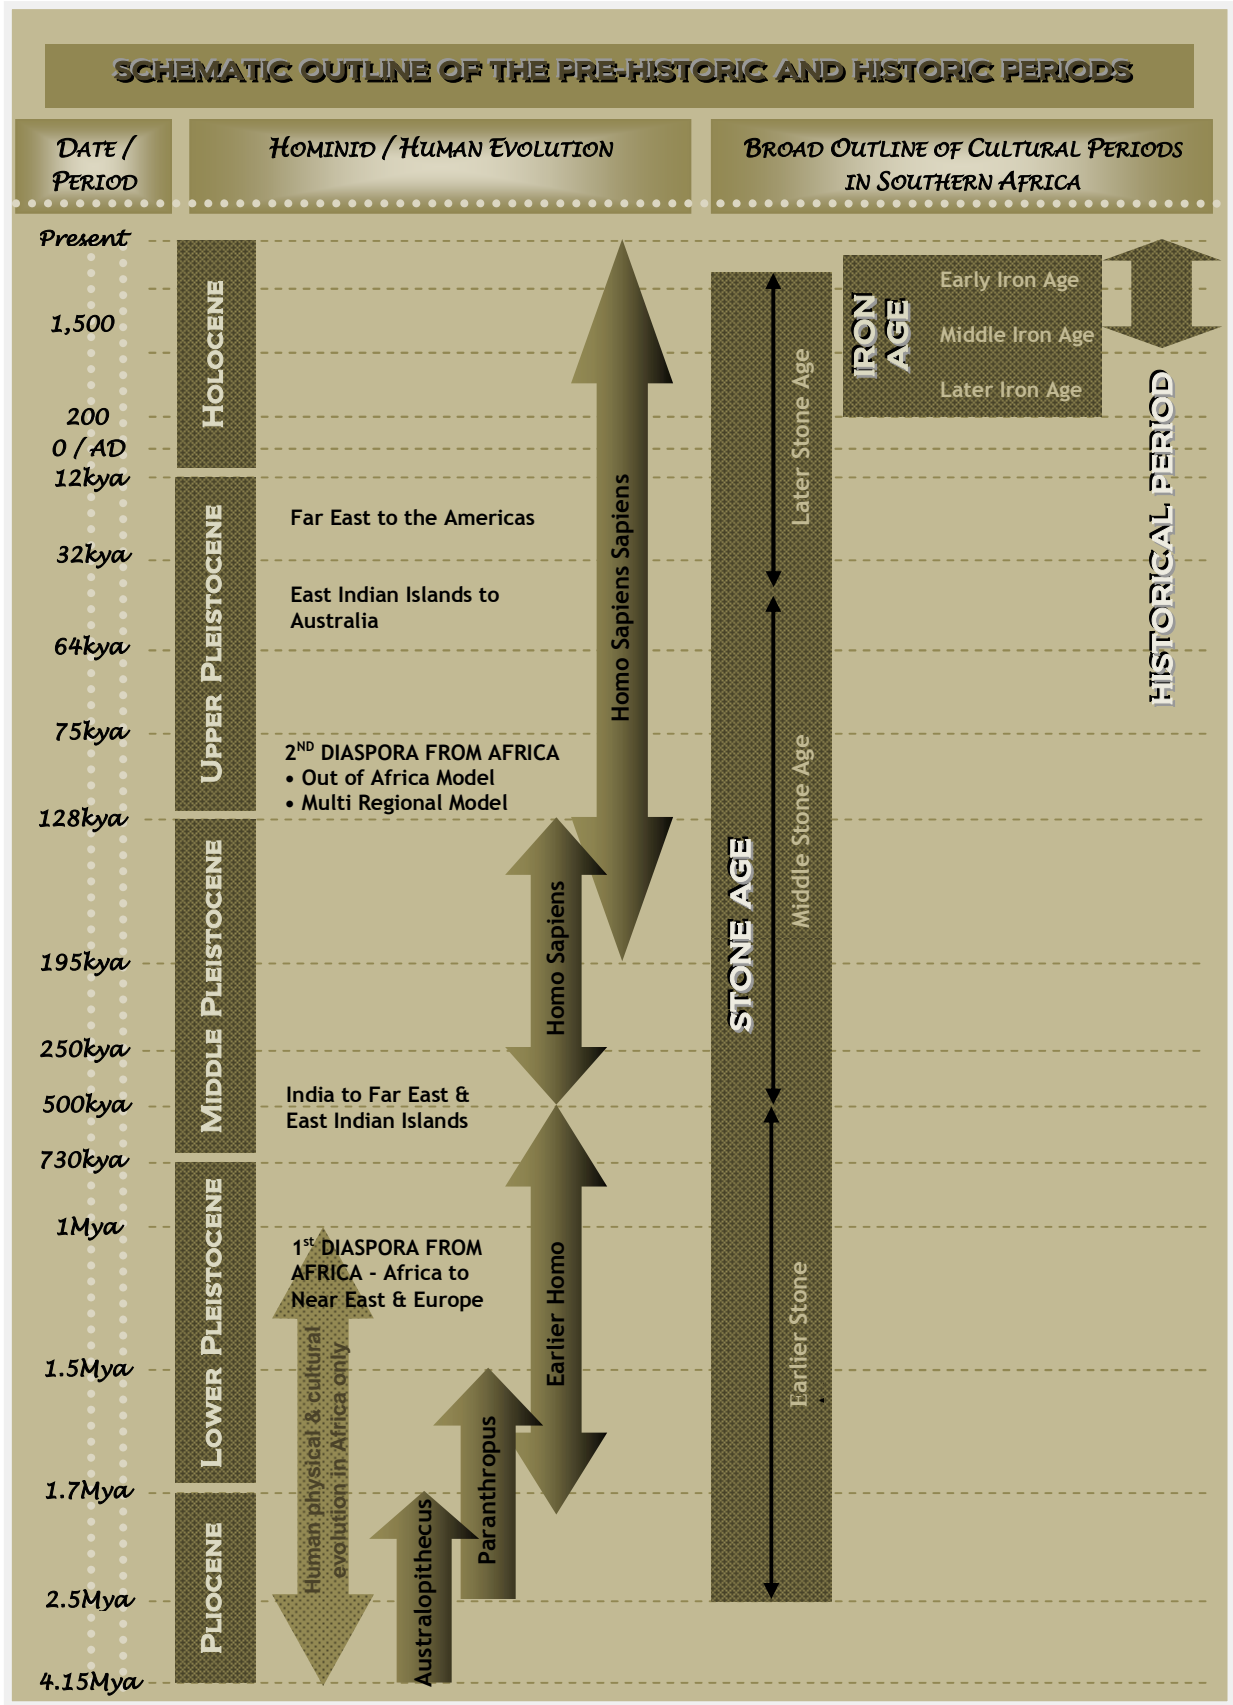 SCHEMATIC OUTLINE OF THE PRE-HISTORIC AND HISTORIC PERIODS
DATE /
PERIOD
HOMINID / HUMAN EVOLUTION
BROAD OUTLINE OF CULTURAL PERIODS
IN SOUTHERN AFRICA
Present
1,500
200
0 / AD
12kya
32kya
64kya
75kya
128kya
195kya
250kya
500kya
730kya
1Mya
1.5Mya
1.7Mya
2.5Mya
4.15Mya
HOLOCENE
UPPER PLEISTOCENE
MIDDLE PLEISTOCENE
LOWER PLEISTOCENE
PLIOCENE
Far East to the Americas
East Indian Islands to
Australia
2ND DIASPORA FROM AFRICA
• Out of Africa Model
• Multi Regional Model
India to Far East &
East Indian Islands
1st DIASPORA FROM
AFRICA - Africa to
Near East & Europe
Human physical & cultural
evolution in Africa only
Australopithecus
Paranthropus
Earlier Homo
Homo Sapiens
Homo Sapiens Sapiens
STONE AGE
Later Stone Age
Middle Stone Age
Earlier Stone
IRON
AGE
Early Iron Age
Middle Iron Age
Later Iron Age
HISTORICAL PERIOD